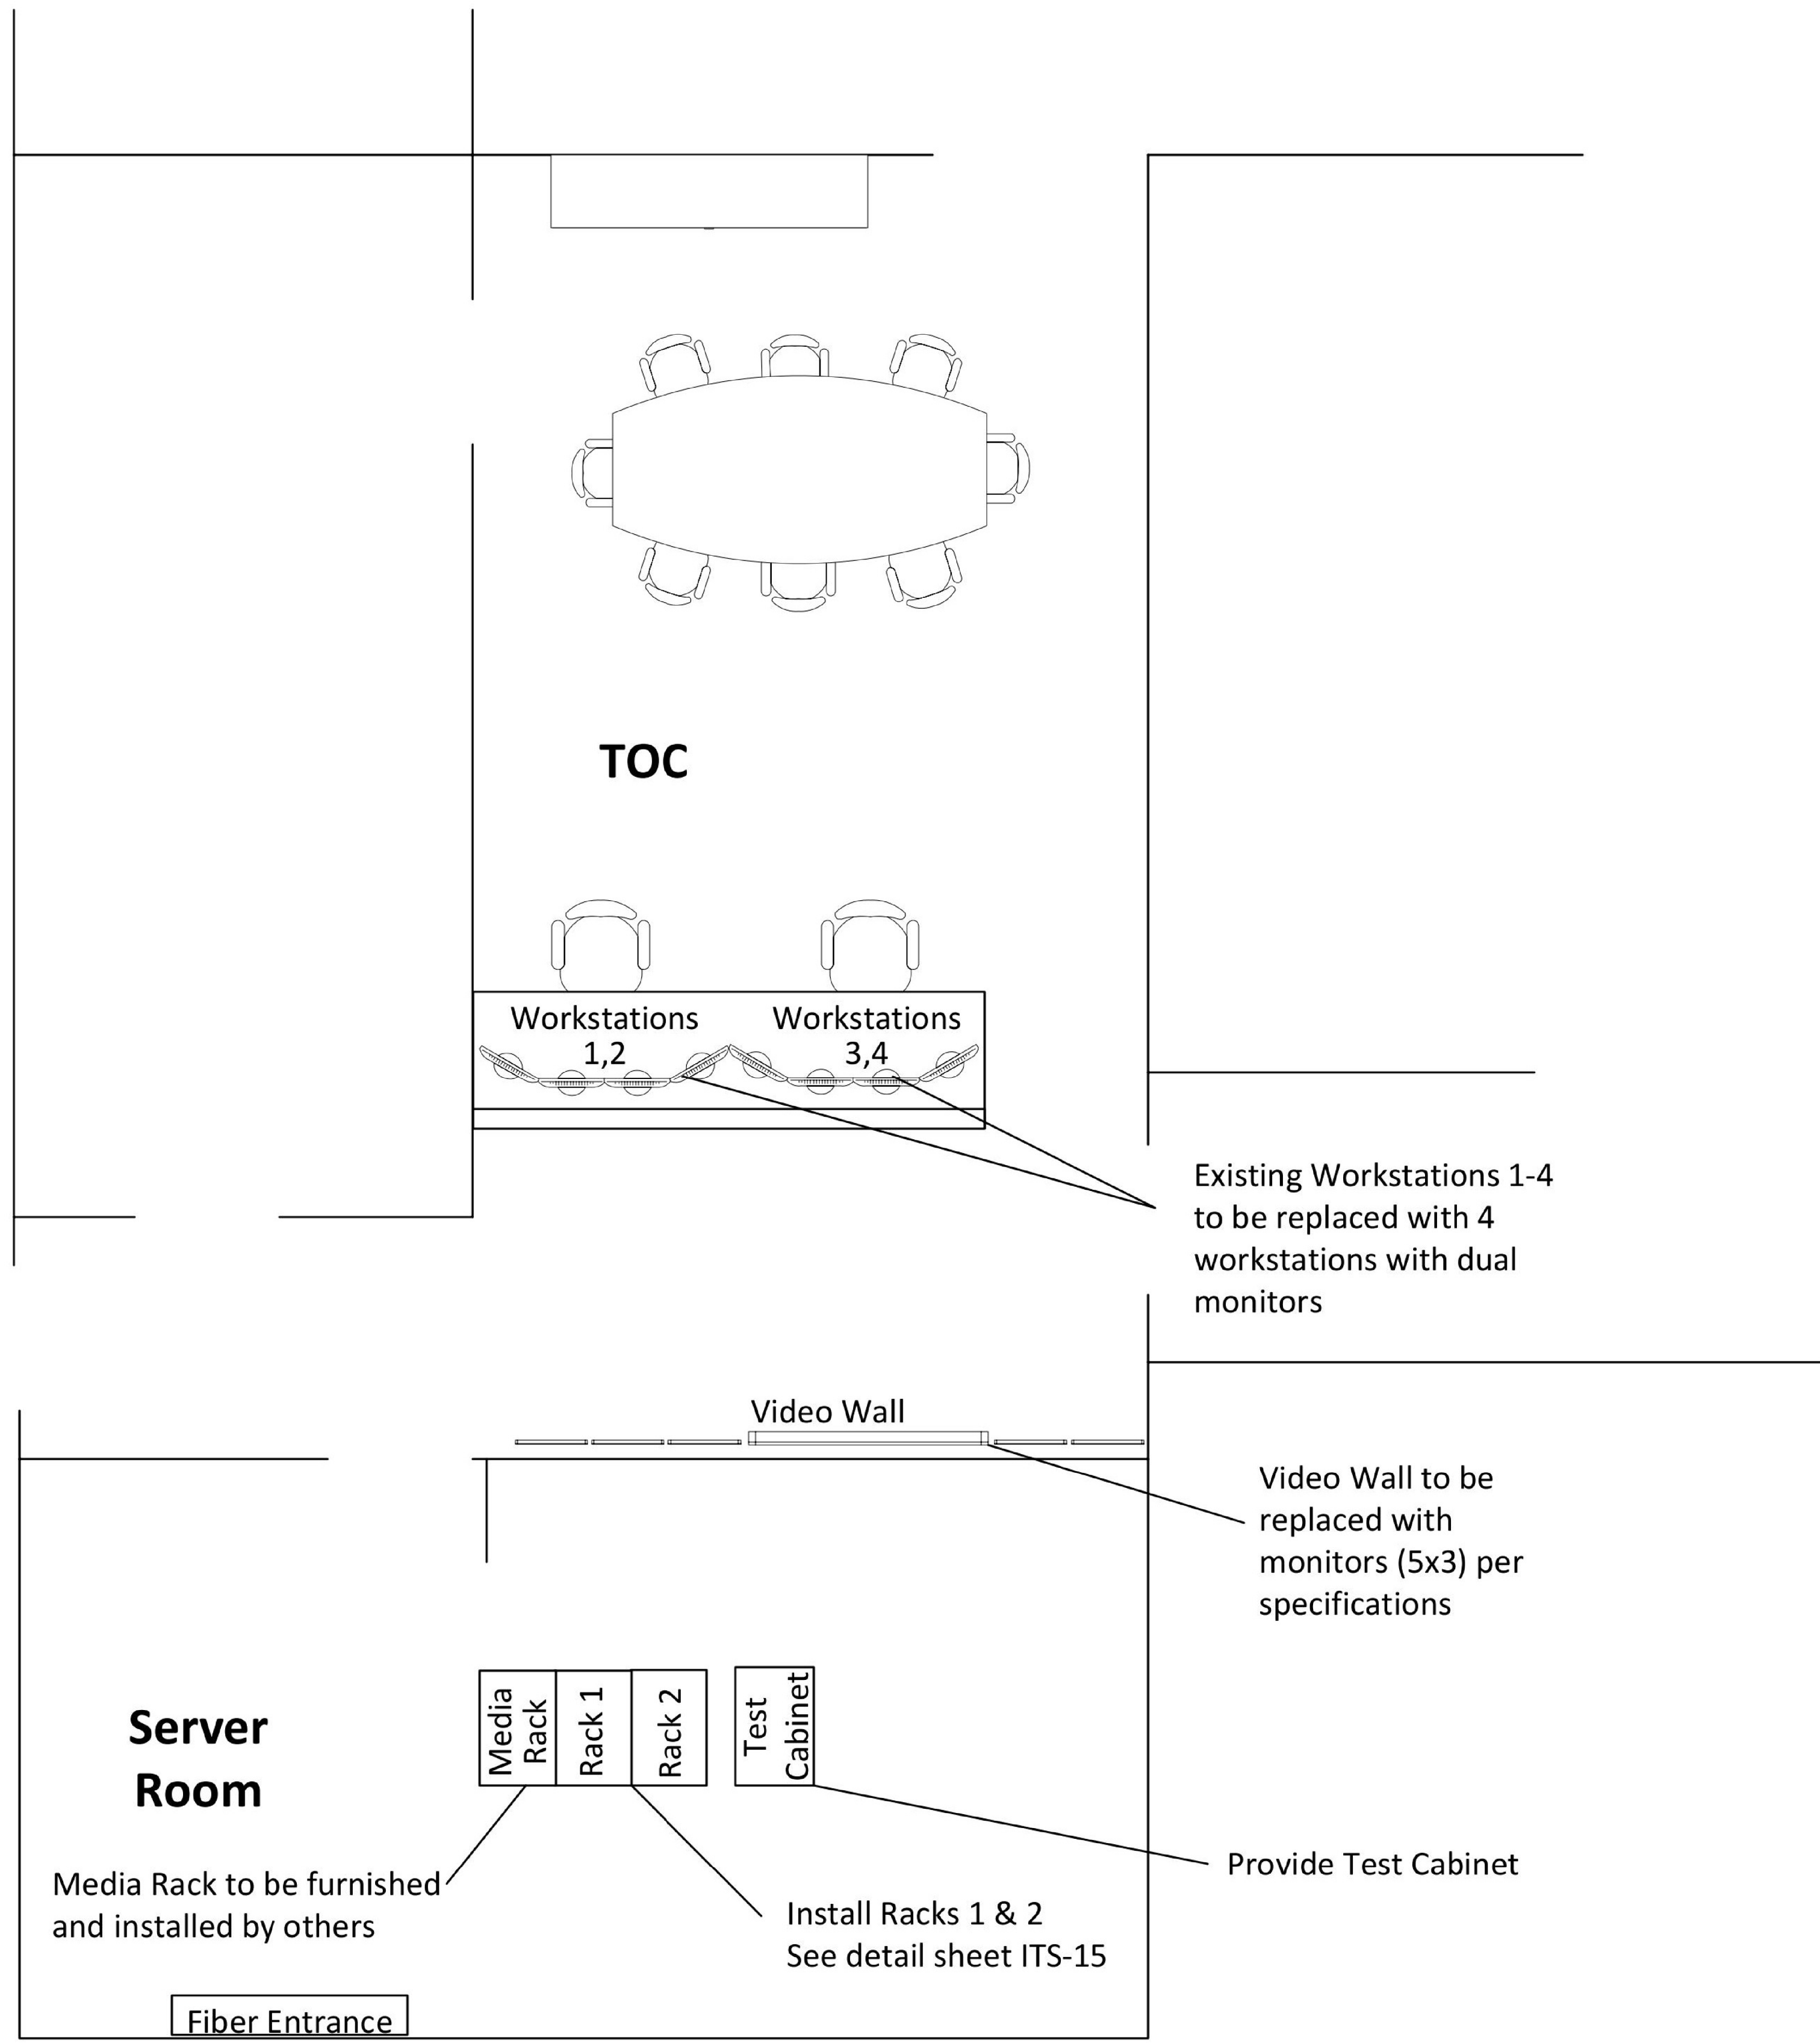 TOC
Workstations
1,2
Workstations
3,4
Existing Workstations 1-4
to be replaced with 4
workstations with dual
monitors
Video Wall
Video Wall to be
replaced with
monitors (5x3) per
specifications
Server
Room
Media
Rack
Rack 1
Rack 2
Test
Cabinet
Provide Test Cabinet
Media Rack to be furnished
and installed by others
Install Racks 1 & 2
See detail sheet ITS-15
Fiber Entrance